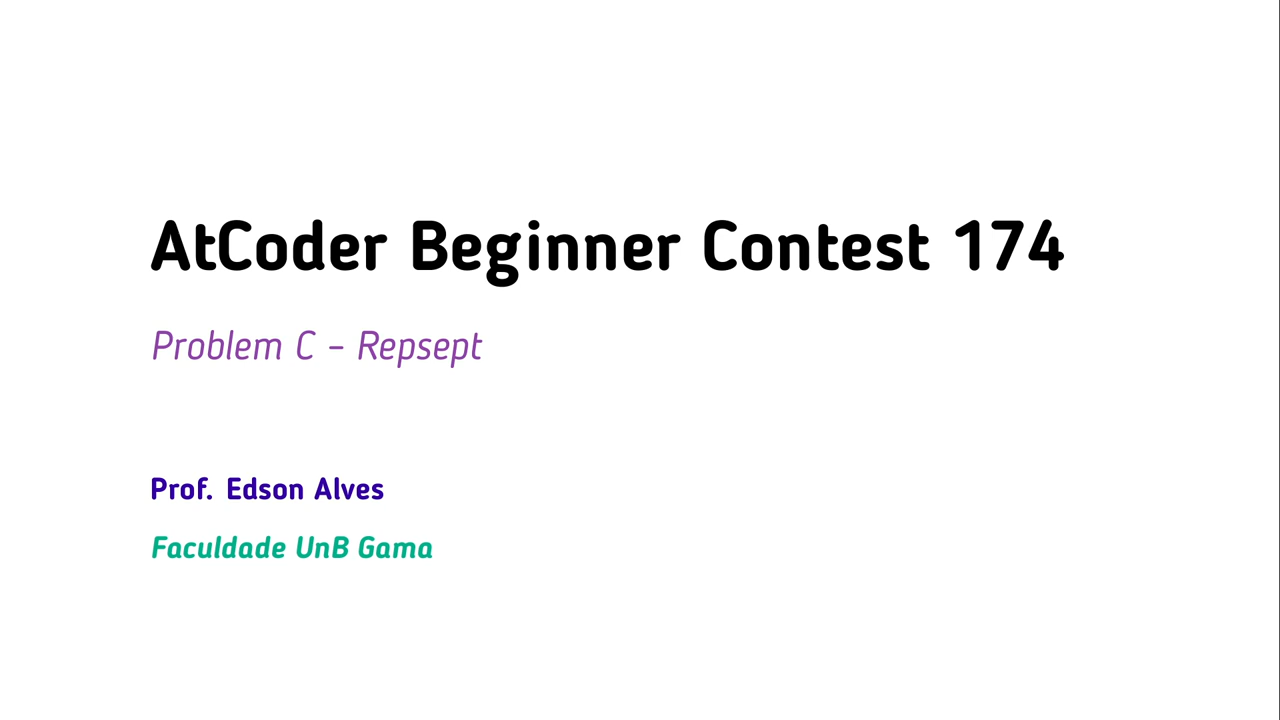 AtCoder Beginner Contest 174
Problem C – Repsept
Prof. Edson Alves
Faculdade UnB Gama